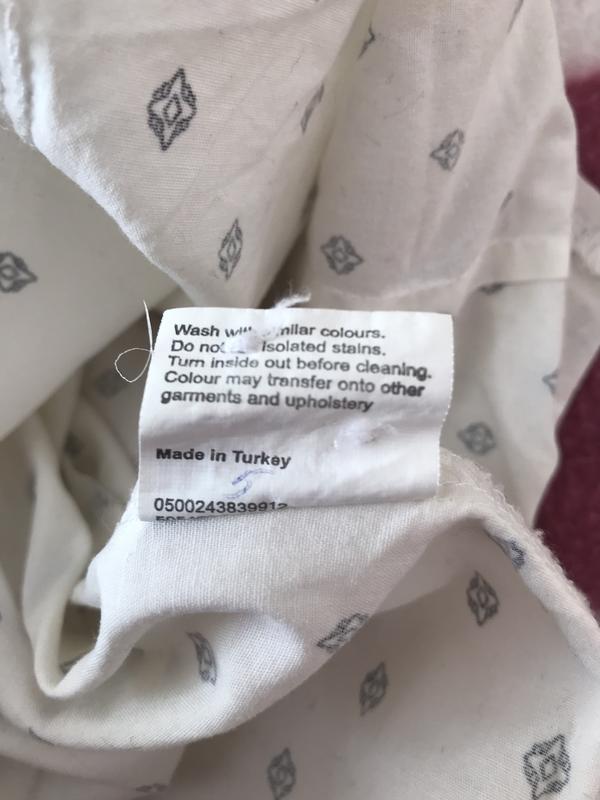 Wash with similar colours.
Do not isolated stains.
Turn inside out before cleaning.
Colour may transfer onto other
garments and upholstery
Made in Turkey
0500243839912